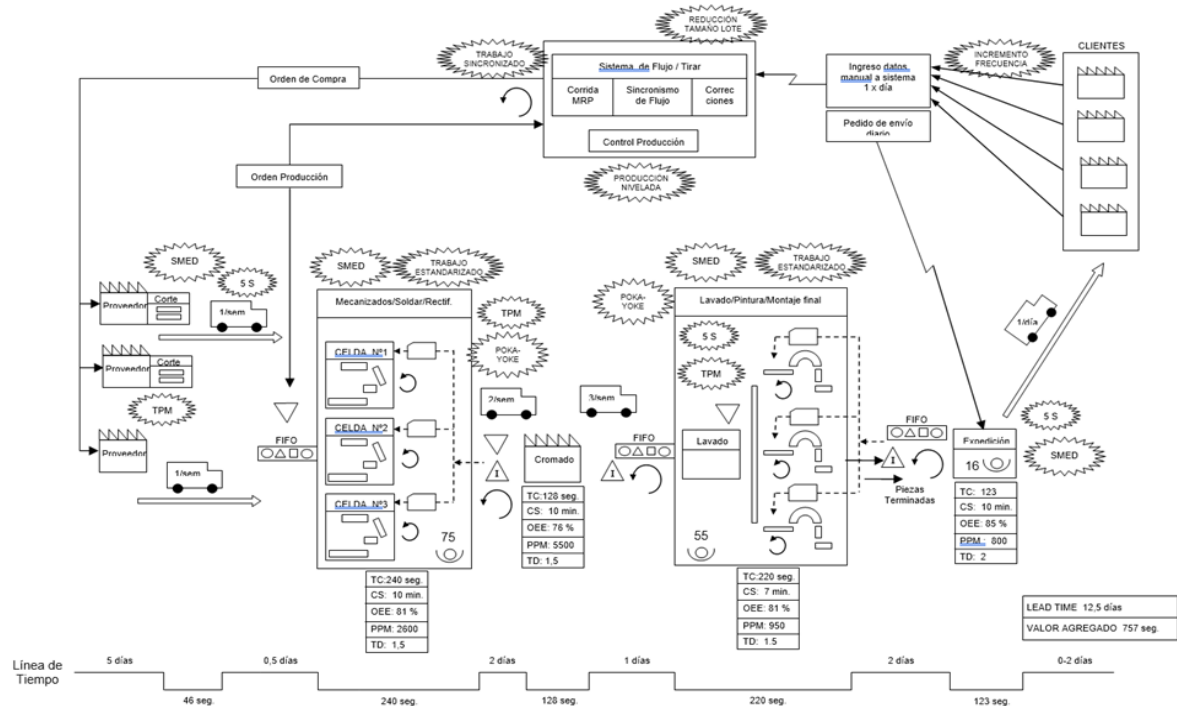 REDUCCIÓN
TAMAÑO LOTE
TRABAJO
SINCRONIZADO
Sistema de Flujo / Tirar
Corrida
MRP
Sincronismo
de Flujo
Correc
ciones
Control Producción
PRODUCCIÓN
NIVELADA
Orden de Compra
Orden Producción
Ingreso datos
manual a sistema
1 x día
Pedido de envío
diario
INCREMENTO
FRECUENCIA
CLIENTES
SMED
5 S
Proveedor
Corte
1/sem
Proveedor
Corte
TPM
Proveedor
1/sem
FIFO
SMED
TRABAJO
ESTANDARIZADO
Mecanizados/Soldar/Rectif.
CELDA Nº1
CELDA Nº2
CELDA Nº3
75
TC:240 seg.
CS: 10 min.
OEE: 81 %
PPM: 2600
TD: 1,5
TPM
POKA-
YOKE
2/sem
I
Cromado
TC:128 seg.
CS: 10 min.
OEE: 76 %
PPM: 5500
TD: 1,5
3/sem
I
FIFO
POKA-
YOKE
SMED
TRABAJO
ESTANDARIZADO
Lavado/Pintura/Montaje final
5 S
TPM
Lavado
55
TC:220 seg.
CS: 7 min.
OEE: 81 %
PPM: 950
TD: 1.5
FIFO
I
Piezas
Terminadas
Expedición
16
TC: 123
CS: 10 min.
OEE: 85 %
PPM.: 800
TD: 2
1/día
5 S
SMED
LEAD TIME 12,5 días
VALOR AGREGADO 757 seg.
Línea de
Tiempo
5 días
46 seg.
0,5 días
240 seg.
2 días
128 seg.
1 días
220 seg.
2 días
123 seg.
0-2 días